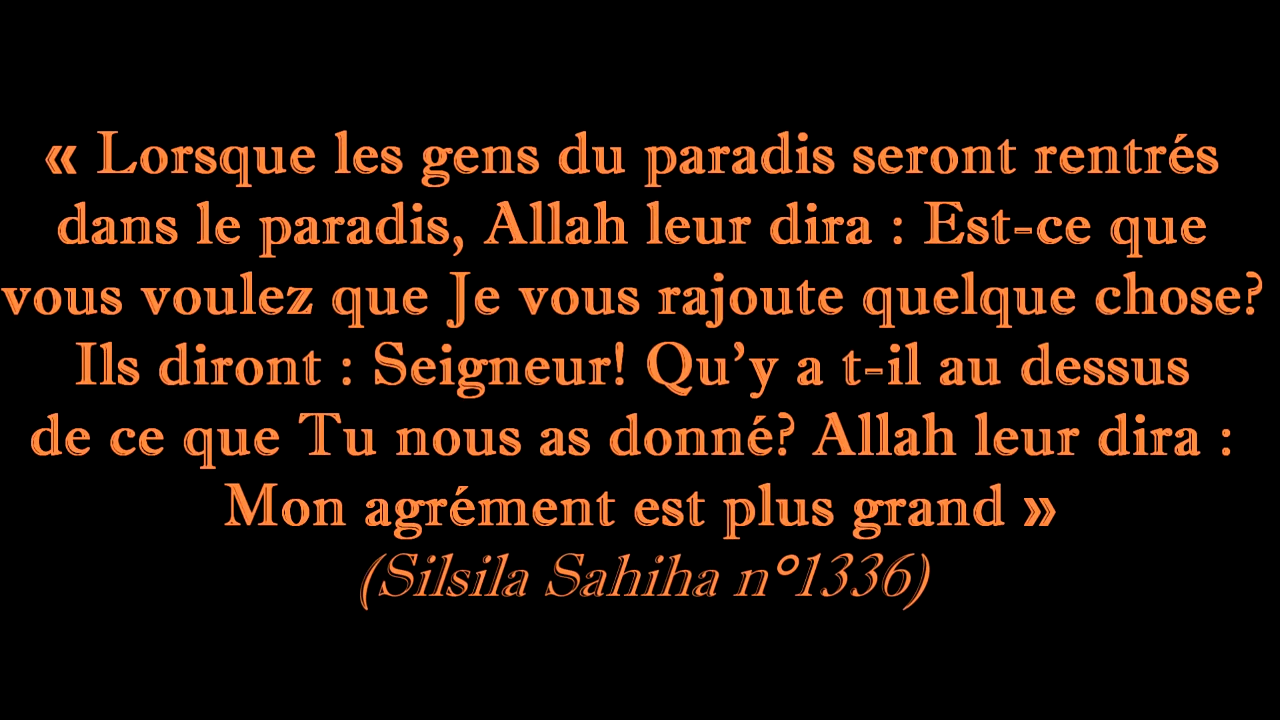 « Lorsque les gens du paradis seront rentrés
dans le paradis, Allah leur dira : Est-ce que
vous voulez que Je vous rajoute quelque chose?
Ils diront : Seigneur! Qu’y a t-il au dessus
de ce que Tu nous as donné? Allah leur dira :
Mon agrément est plus grand »
(Silsila Sahiha n°1336)